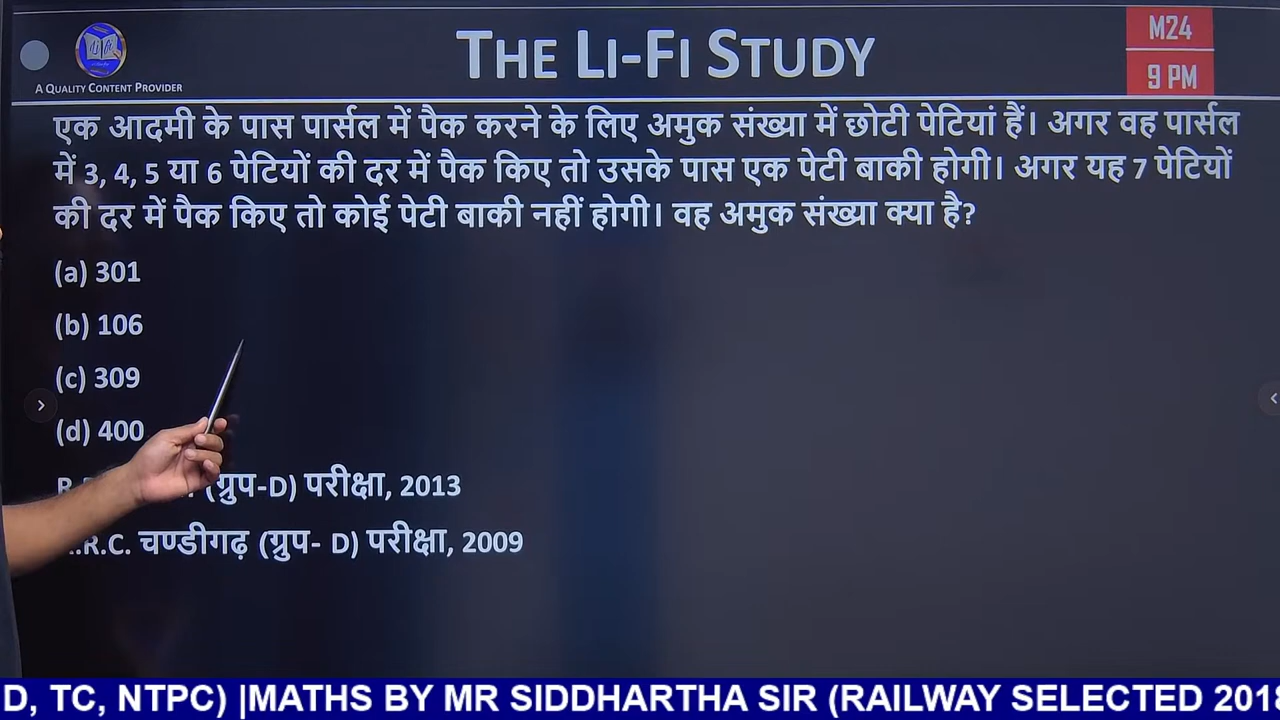 THE LI-FI STUDY
A QUALITY CONTENT PROVIDER
M24
9 PM
एक आदमी के पास पार्सल में पैक करने के लिए अमुक संख्या में छोटी पेटियां हैं। अगर वह पार्सल
में 3, 4, 5 या 6 पेटियों की दर में पैक किए तो उसके पास एक पेटी बाकी होगी। अगर यह 7 पेटियों
की दर में पैक किए तो कोई पेटी बाकी नहीं होगी। वह अमुक संख्या क्या है?
(a) 301
(b) 106
(c) 309
(d) 400
(ग्रुप-D) परीक्षा, 2013
.R.C. चण्डीगढ़ (ग्रुप- D) परीक्षा, 2009
D, TC, NTPC) |MATHS BY MR SIDDHARTHA SIR (RAILWAY SELECTED 2018